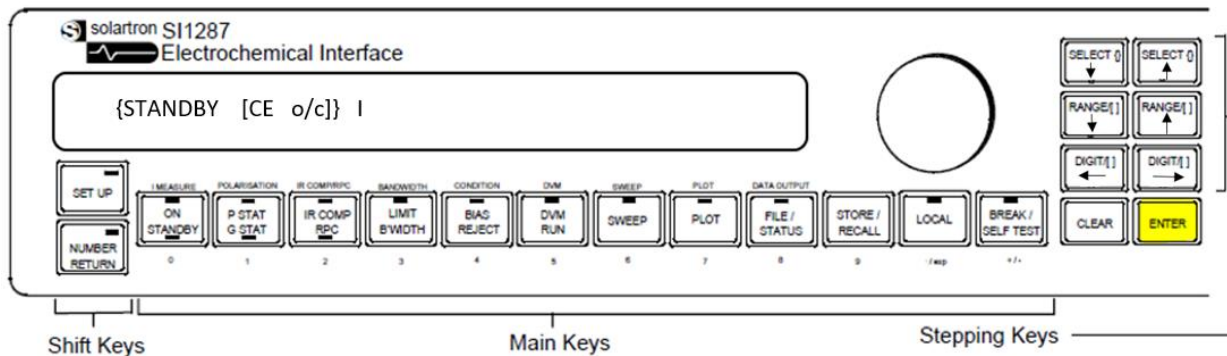 solartron SI1287
Electrochemical Interface
{STANDBY [CE o/c]} I
SELECT {} SELECT {}
RANGE/[ ] RANGE/[ ]
DIGIT/[ ] DIGIT/[ ]
CLEAR ENTER
SET UP
NUMBER
RETURN
I MEASURE POLARISATION IR COMP/RPC BANDWIDTH CONDITION DVM SWEEP PLOT DATA OUTPUT
ON P STAT IR COMP LIMIT BIAS DVM SWEEP PLOT FILE / STORE / LOCAL BREAK /
STANDBY G STAT RPC B'WIDTH REJECT RUN STATUS RECALL SELF TEST
0 1 2 3 4 5 6 7 8 9 -/exp +/-
Shift Keys
Main Keys
Stepping Keys